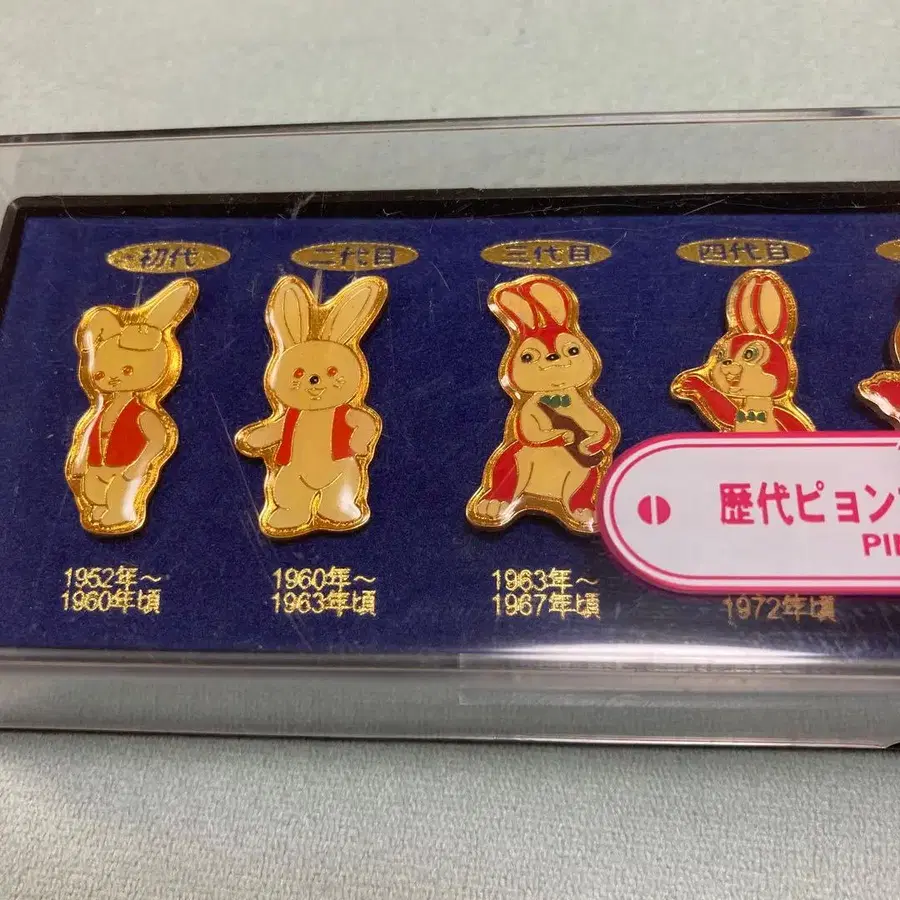 初代
二代目
三代目
四代目
1952年～
1960年頃
1960年～
1963年頃
1963年～
1967年頃
1972年頃
歴代ピョン
PI